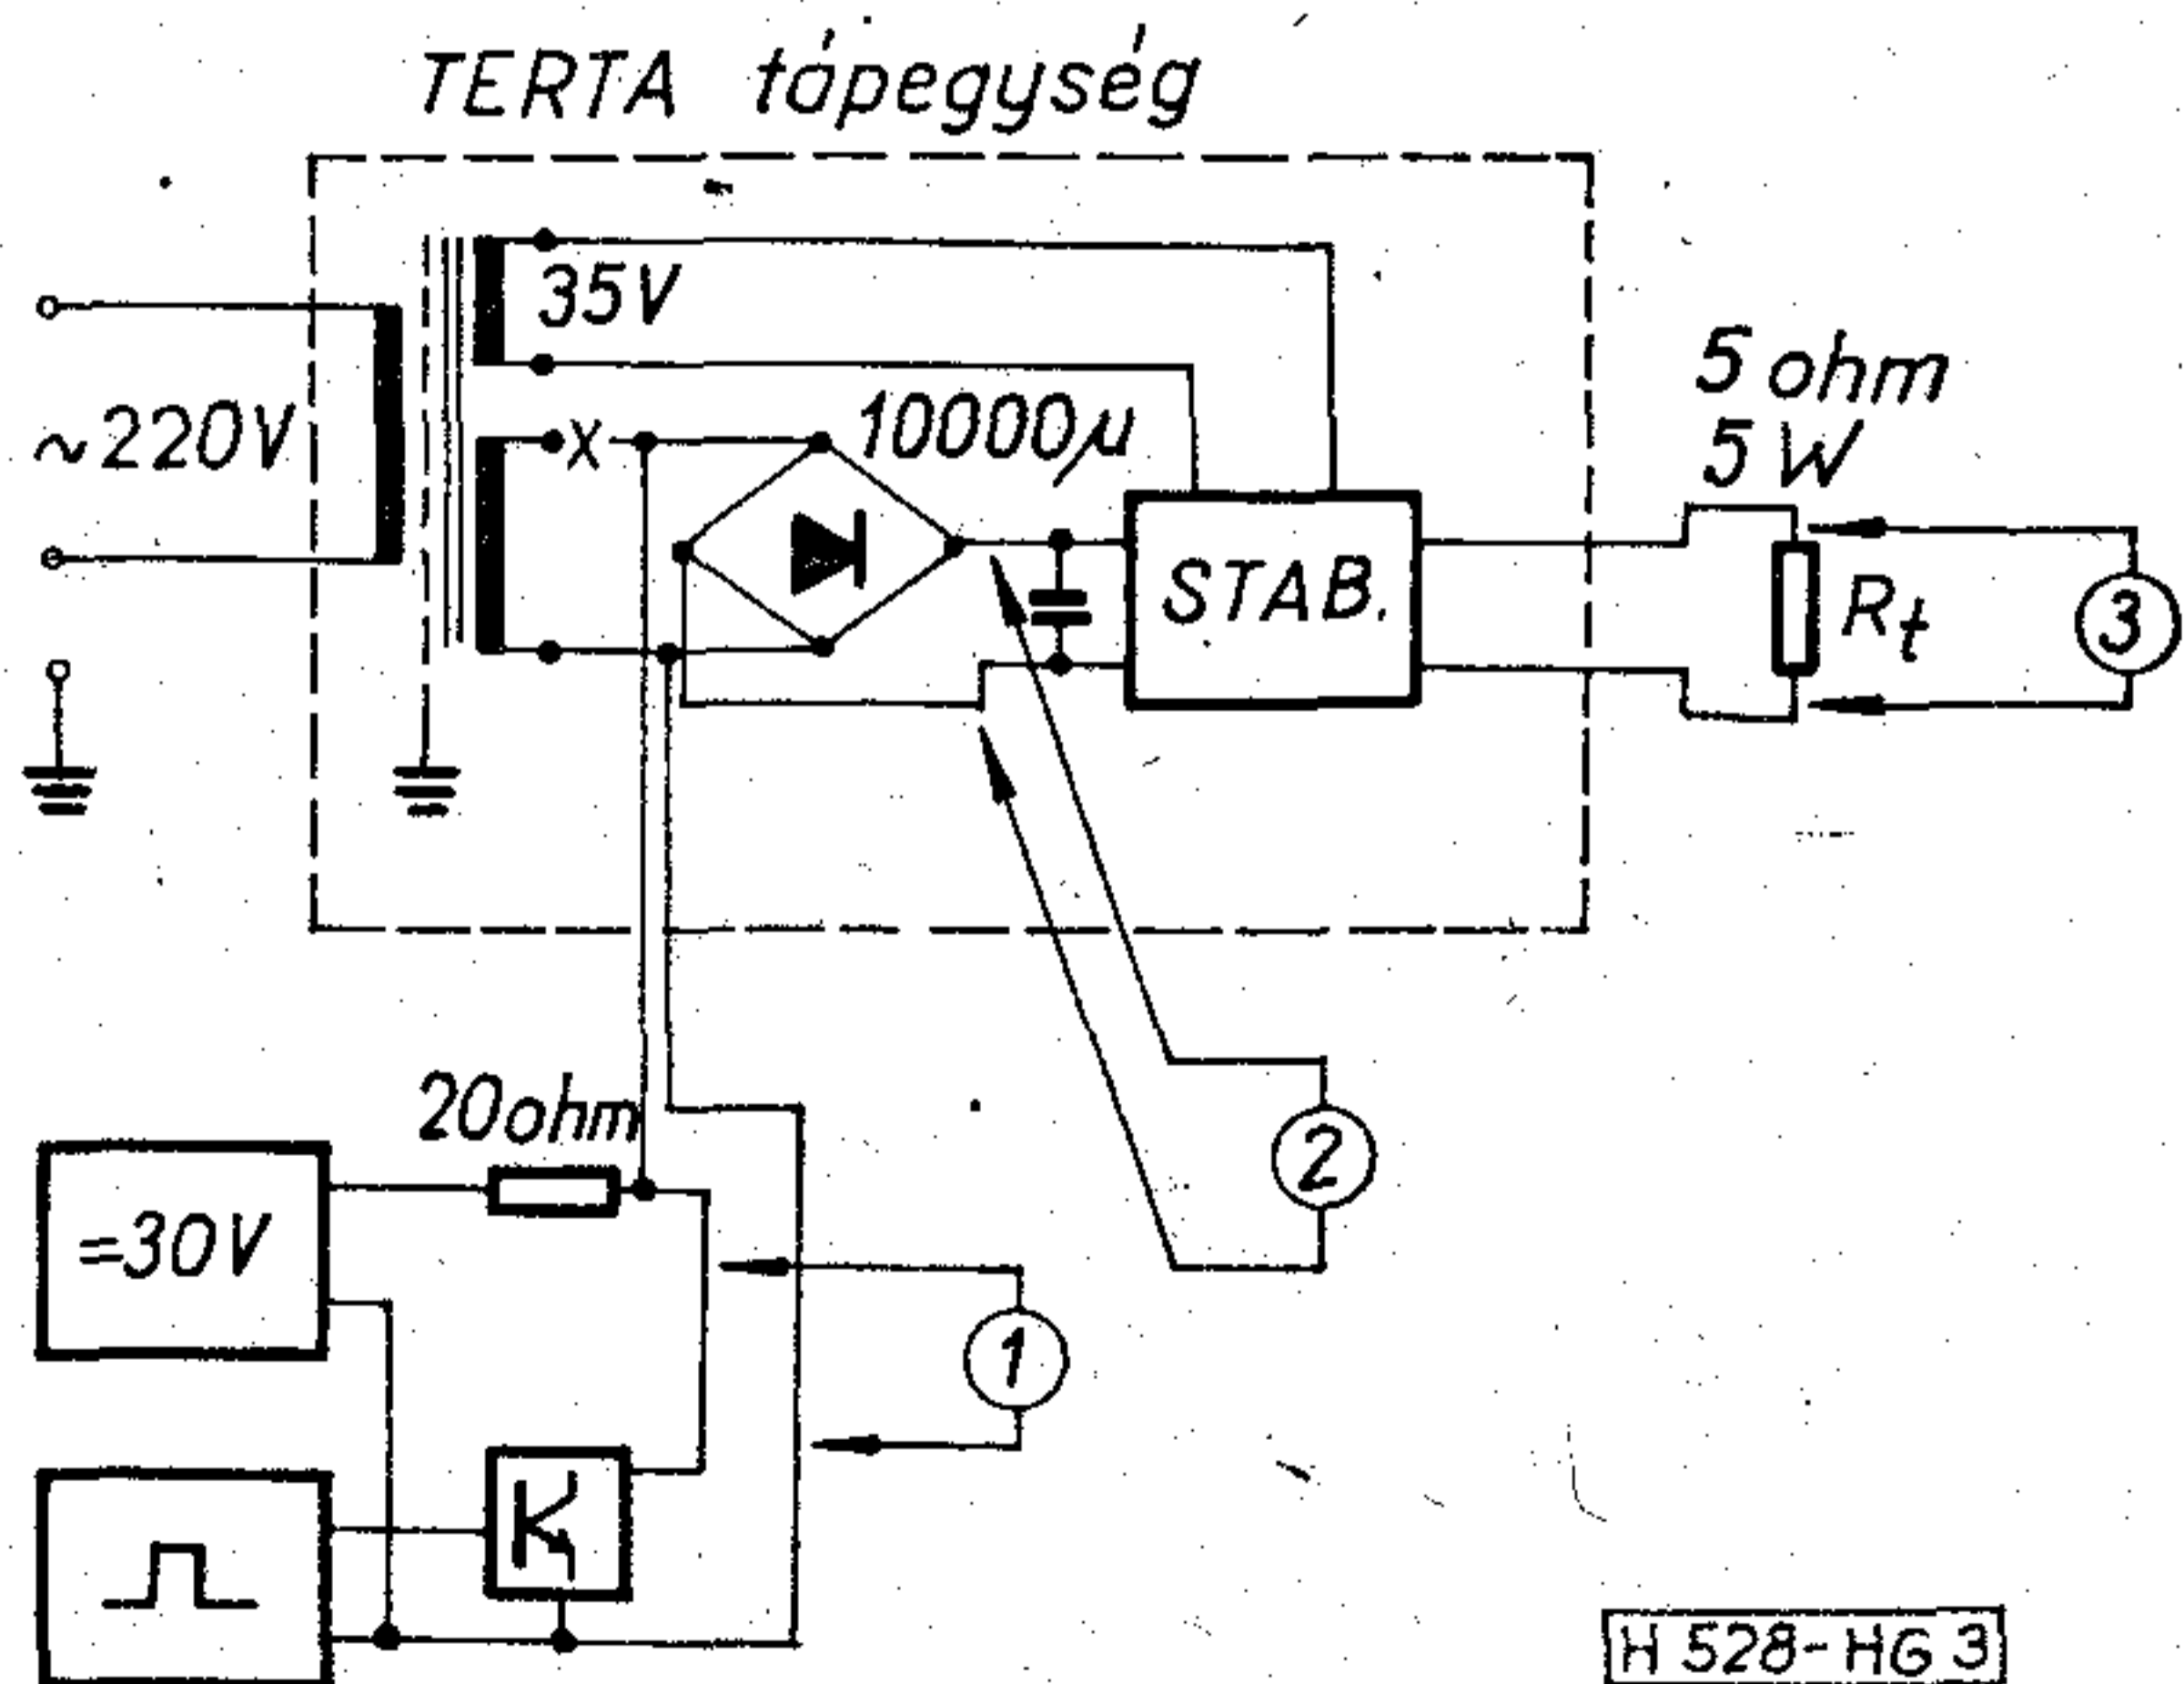 TERTA tápegység
35V
~220V
X
10000µ
5 ohm
5 W
STAB.
Rt
3
20ohm
2
=30V
1
K
H 528-HG 3